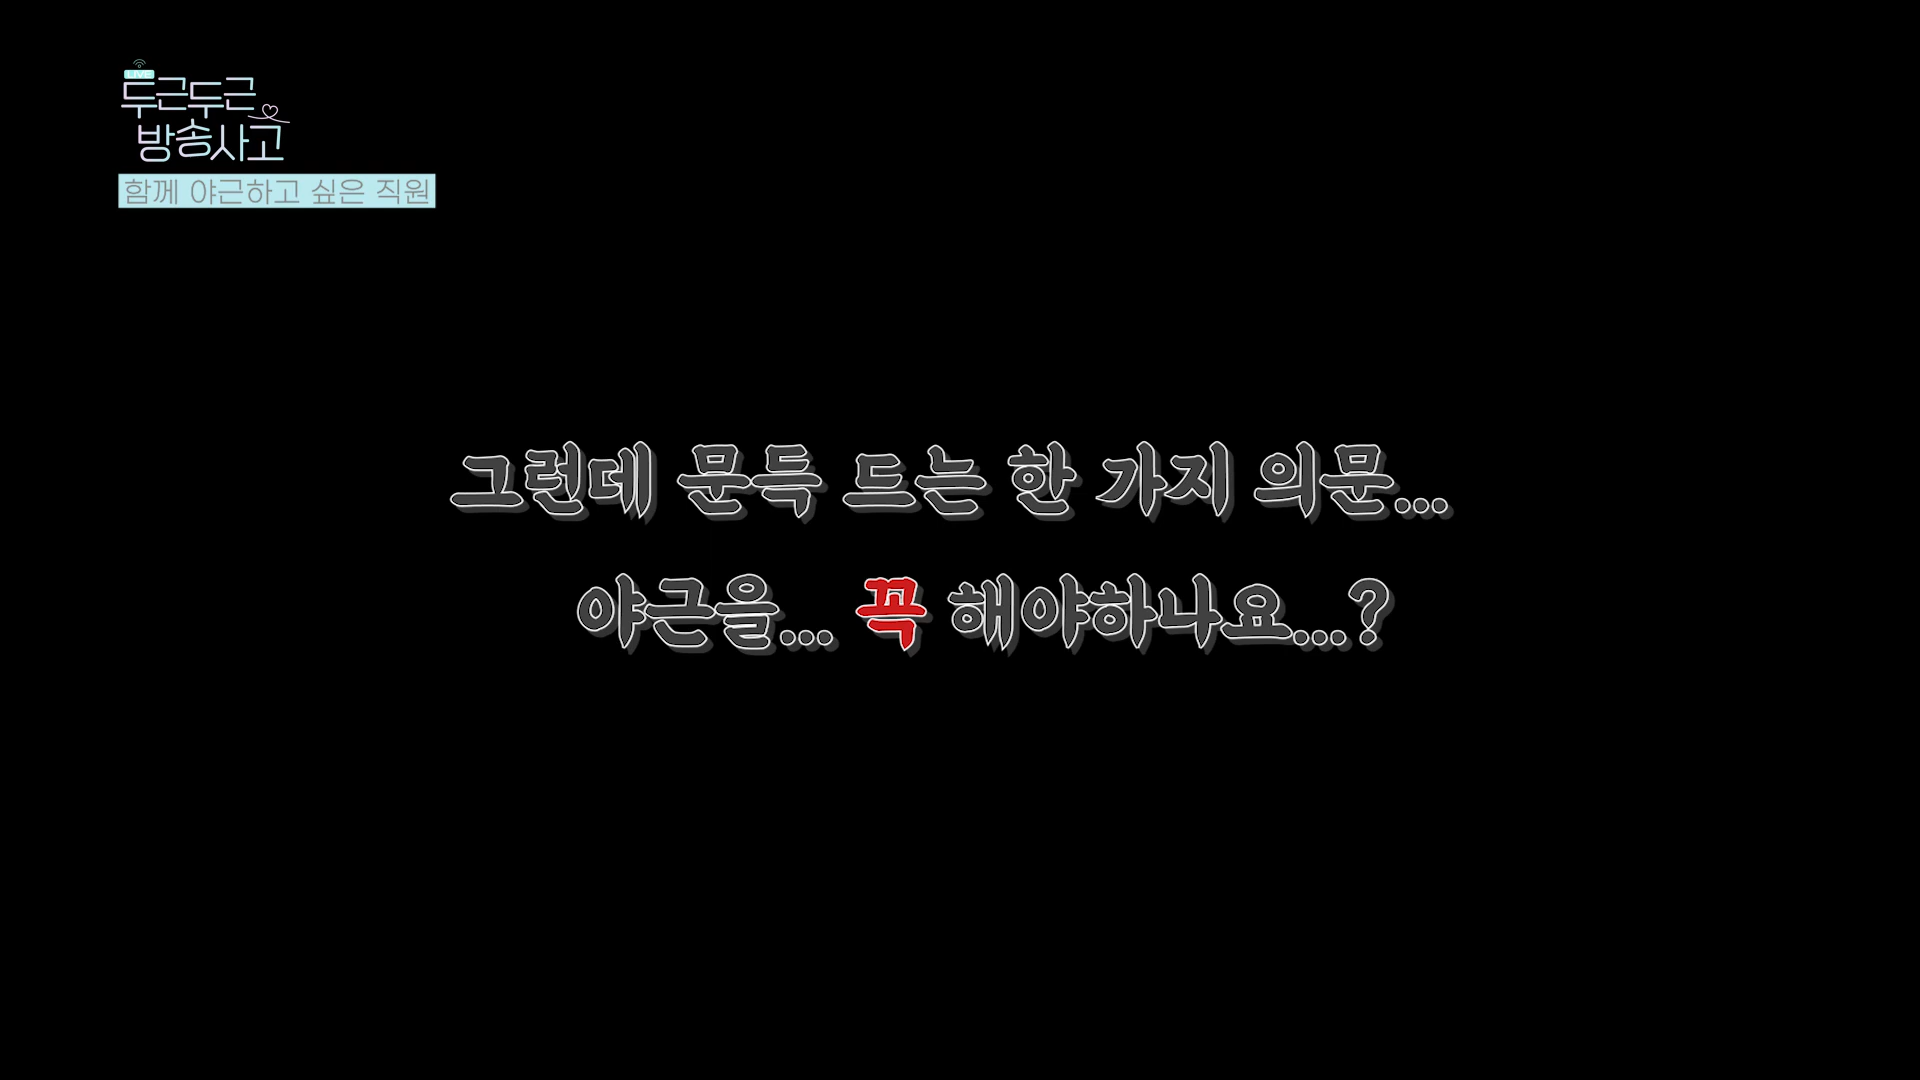 LIVE
두근두근
방송사고
함께 야근하고 싶은 직원
그런데 문득 드는 한 가지 의문...
야근을... 꼭 해야하나요...?